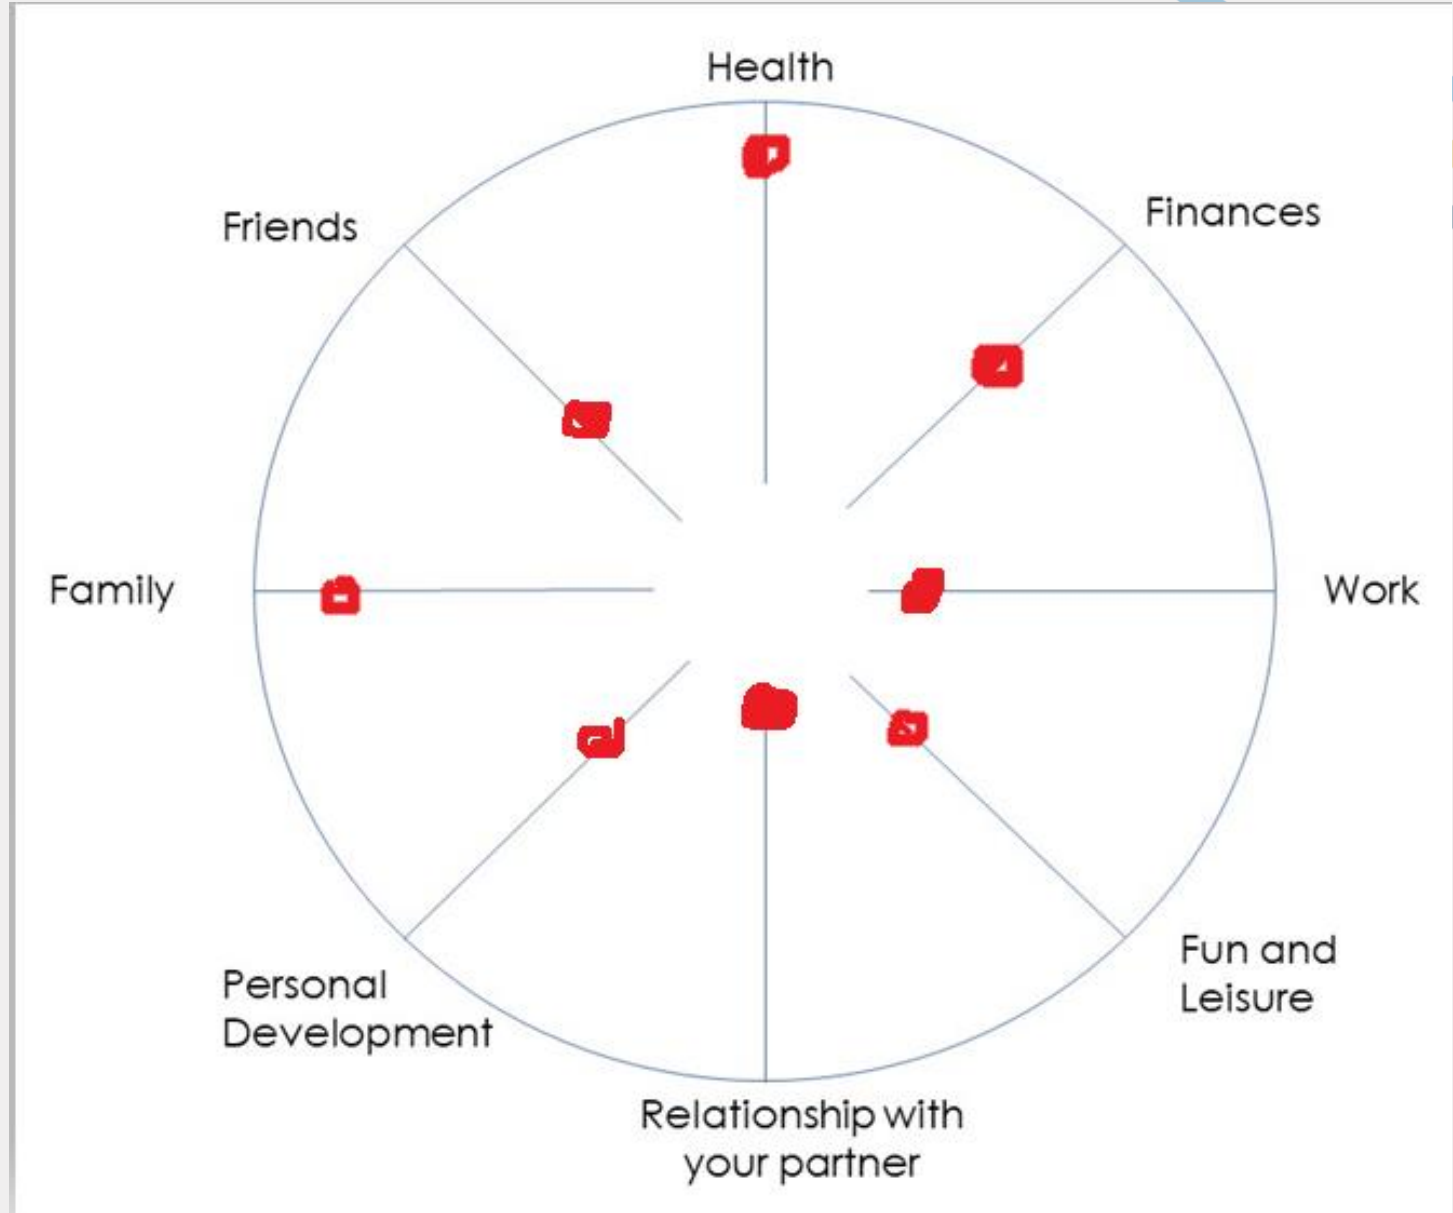 Health
Friends
Finances
Family
Work
Personal
Development
Fun and
Leisure
Relationship with
your partner